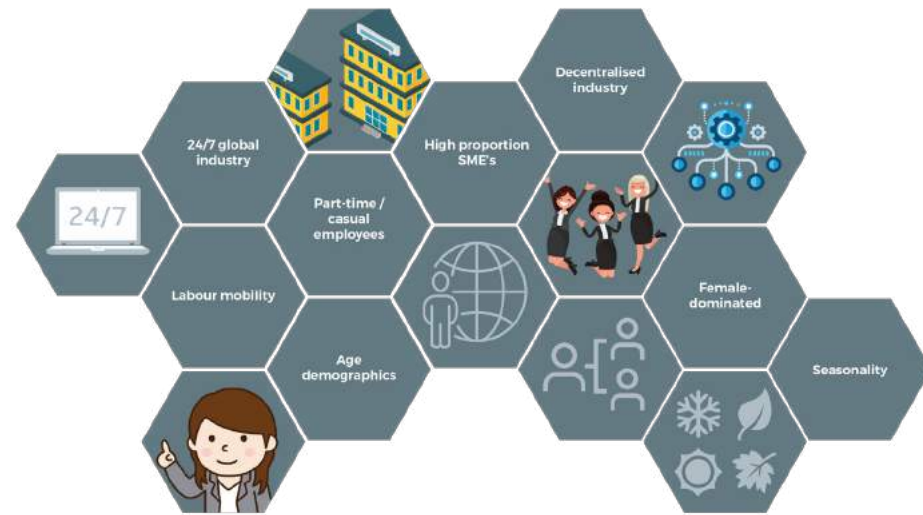 Decentralised
industry
24/7 global
industry
High proportion
SME's
24/7
Part-time /
casual
employees
Labour mobility
Female-
dominated
Age
demographics
Seasonality